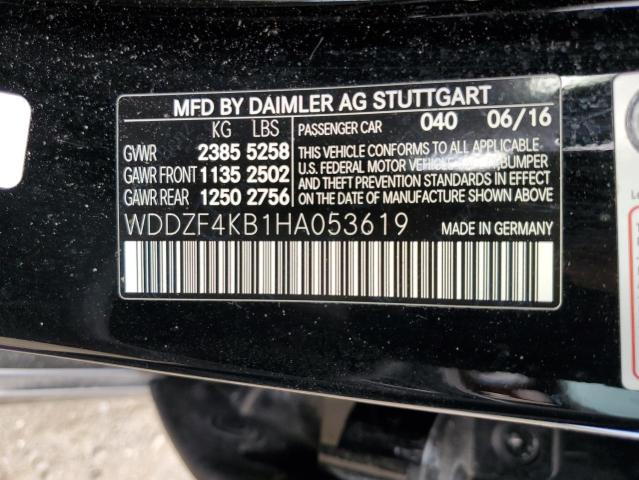 MFD BY DAIMLER AG STUTTGART
KG LBS
GVWR 2385 5258
GAWR FRONT 1135 2502
GAWR REAR 1250 2756
PASSENGER CAR 040 06/16
THIS VEHICLE CONFORMS TO ALL APPLICABLE
U.S. FEDERAL MOTOR VEHICLE SAFETY, BUMPER
AND THEFT PREVENTION STANDARDS IN EFFECT
ON THE DATE OF MANUFACTURE SHOWN ABOVE
WDDZF4KB1HA053619
MADE IN GERMANY